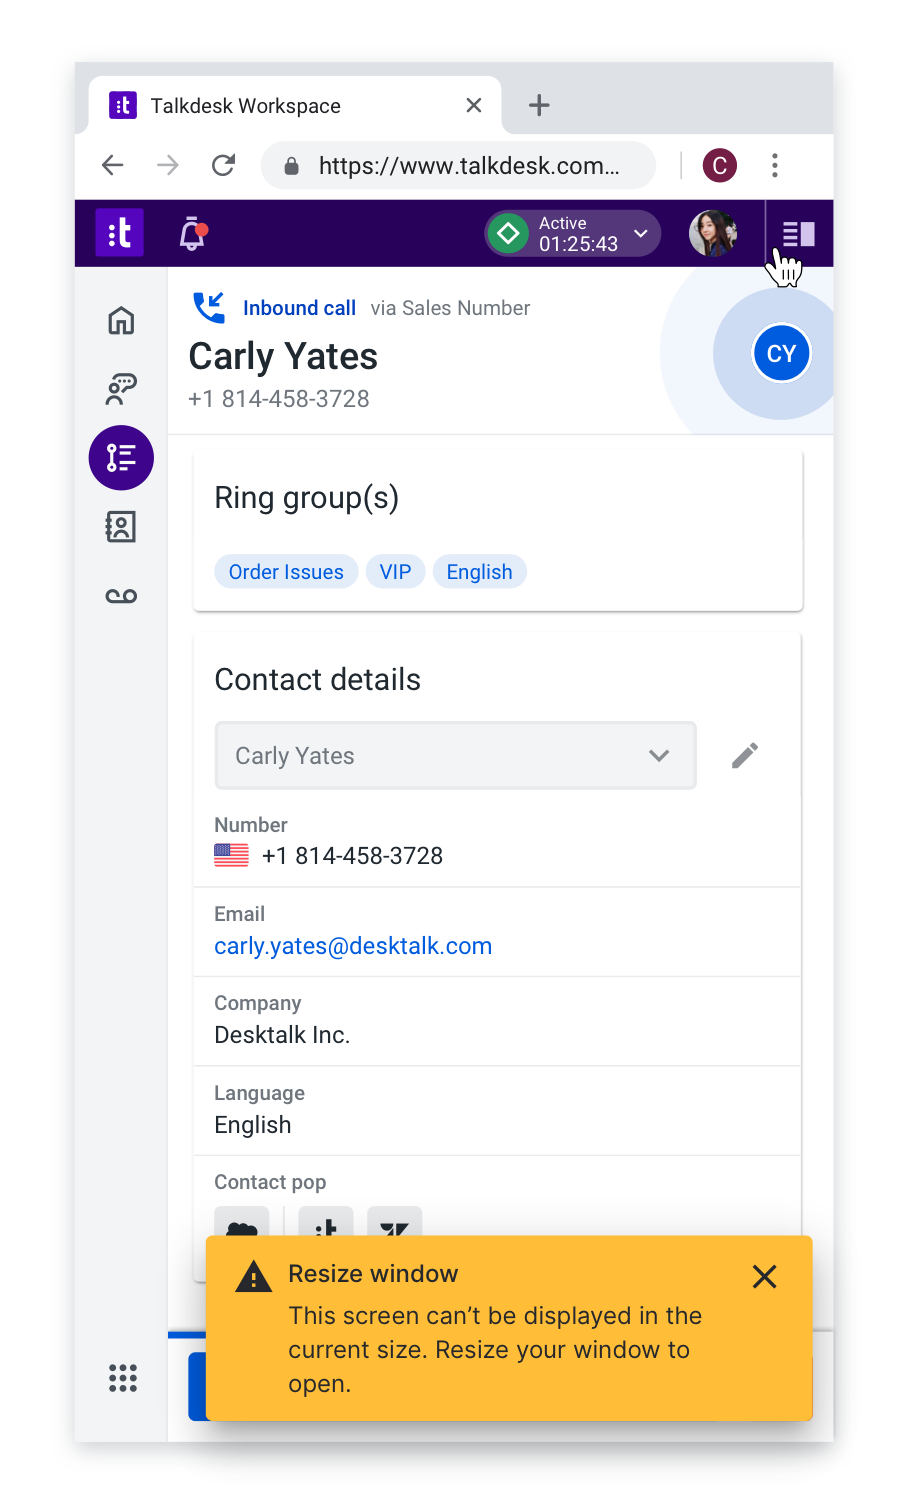 :t Talkdesk Workspace
https://www.talkdesk.com...
C
:t
Active
01:25:43
Inbound call via Sales Number
Carly Yates
+1 814-458-3728
CY
Ring group(s)
Order Issues VIP English
Contact details
Carly Yates
Number
+1 814-458-3728
Email
carly.yates@desktalk.com
Company
Desktalk Inc.
Language
English
Contact pop
:t
Resize window
This screen can’t be displayed in the
current size. Resize your window to
open.